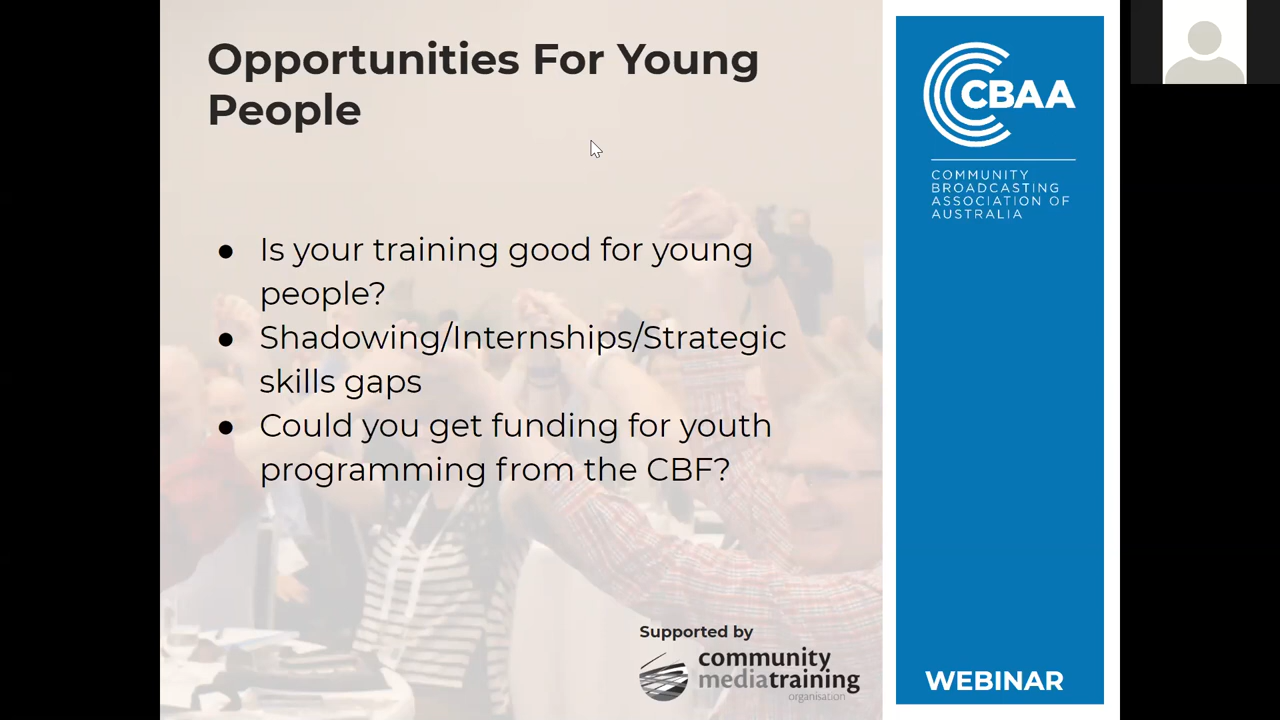 Opportunities For Young
People
● Is your training good for young
people?
● Shadowing/Internships/Strategic
skills gaps
● Could you get funding for youth
programming from the CBF?
Supported by
community
mediatraining
organisation
CBAA
COMMUNITY
BROADCASTING
ASSOCIATION OF
AUSTRALIA
WEBINAR